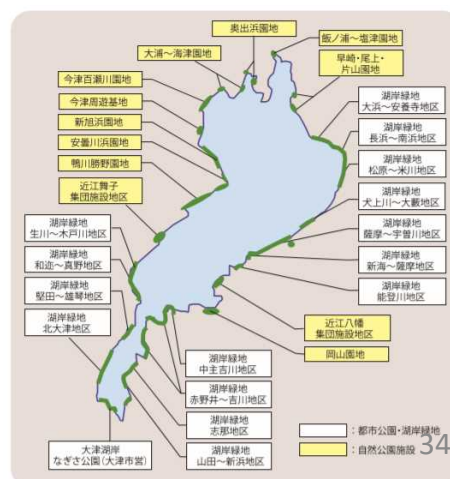 奥出浜園地
大浦～海津園地
飯ノ浦～塩津園地
早崎・尾上・
片山園地
今津百瀬川園地
今津周遊基地
新旭浜園地
安曇川浜園地
鴨川勝野園地
近江舞子
集団施設地区
湖岸緑地
大浜～安養寺地区
湖岸緑地
長浜～南浜地区
湖岸緑地
松原～米川地区
湖岸緑地
犬上川～大藪地区
湖岸緑地
薩摩～宇曽川地区
湖岸緑地
新海～薩摩地区
湖岸緑地
能登川地区
湖岸緑地
生川～木戸川地区
湖岸緑地
和迩～真野地区
湖岸緑地
堅田～雄琴地区
湖岸緑地
北大津地区
近江八幡
集団施設地区
岡山園地
湖岸緑地
中主吉川地区
湖岸緑地
赤野井～吉川地区
湖岸緑地
志那地区
湖岸緑地
山田～新浜地区
大津湖岸
なぎさ公園(大津市営)
:都市公園・湖岸緑地
:自然公園施設
34